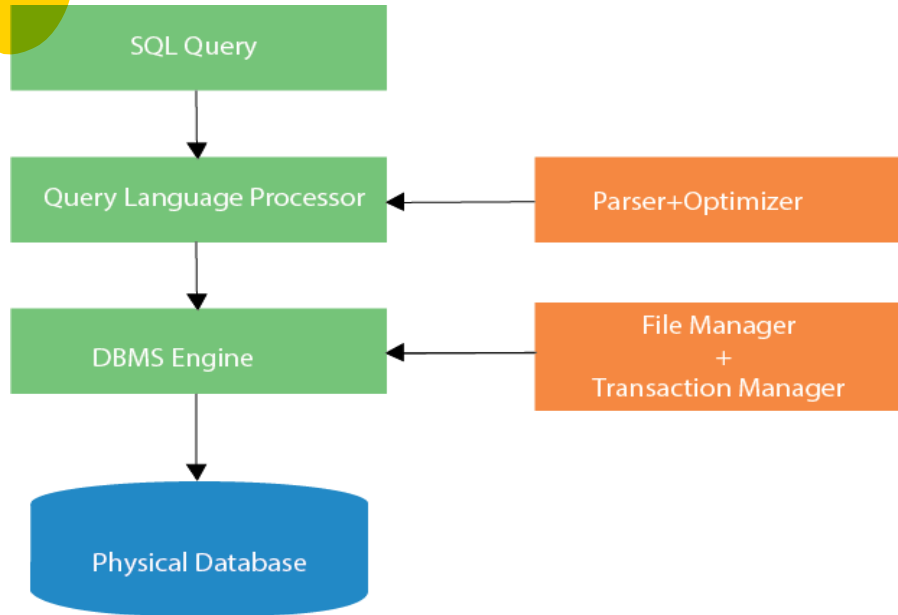 SQL Query
Query Language Processor
Parser+Optimizer
DBMS Engine
File Manager
+
Transaction Manager
Physical Database